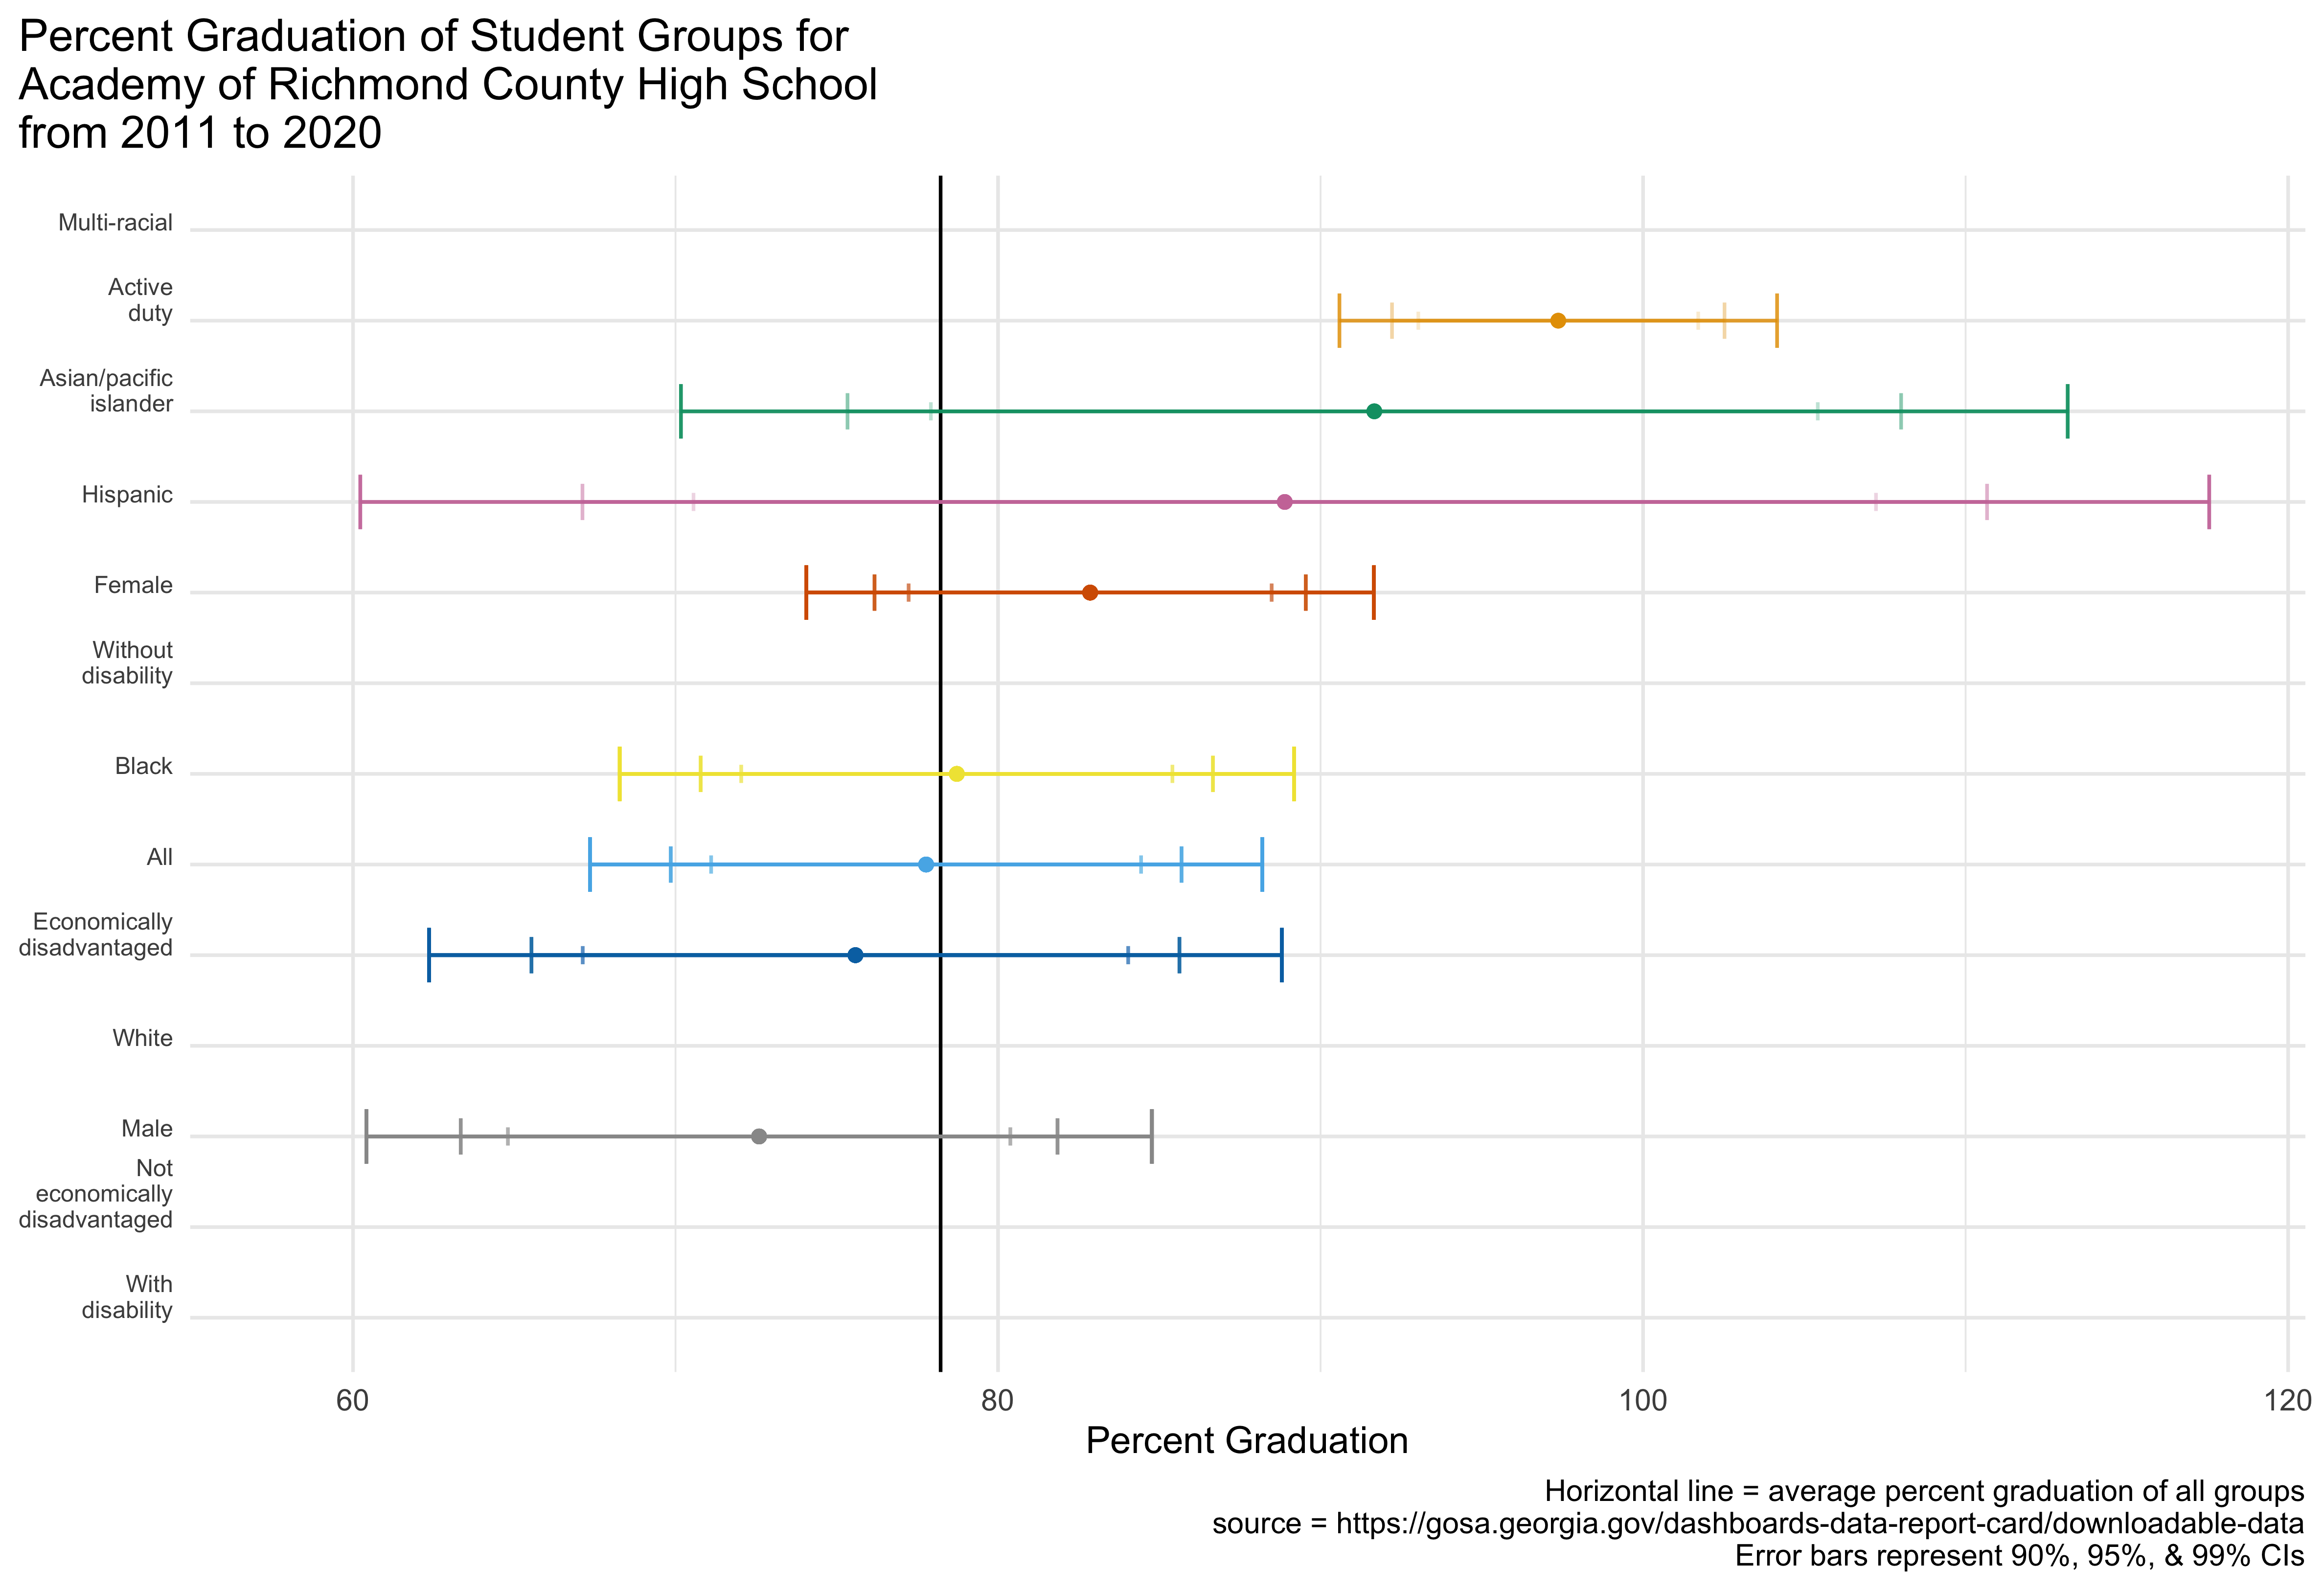 Percent Graduation of Student Groups for
Academy of Richmond County High School
from 2011 to 2020
Multi-racial
Active
duty
Asian/pacific
islander
Hispanic
Female
Without
disability
Black
All
Economically
disadvantaged
White
Male
Not
economically
disadvantaged
With
disability
60 80 100 120
Percent Graduation
Horizontal line = average percent graduation of all groups
source = https://gosa.georgia.gov/dashboards-data-report-card/downloadable-data
Error bars represent 90%, 95%, & 99% CIs